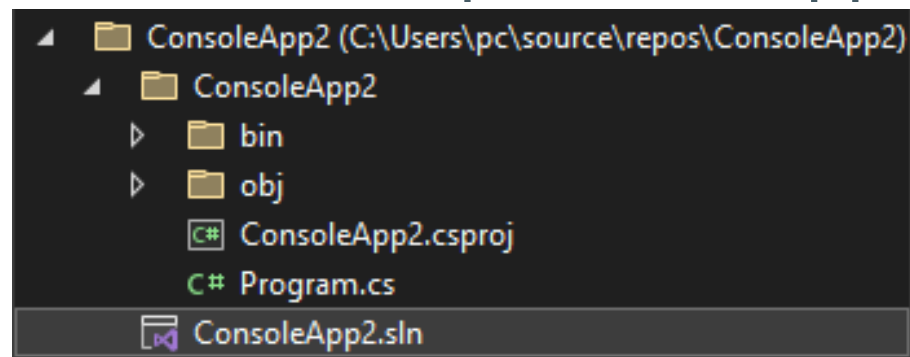 ConsoleApp2 (C:\Users\pc\source\repos\ConsoleApp2)
ConsoleApp2
bin
obj
C# ConsoleApp2.csproj
C# Program.cs
ConsoleApp2.sln